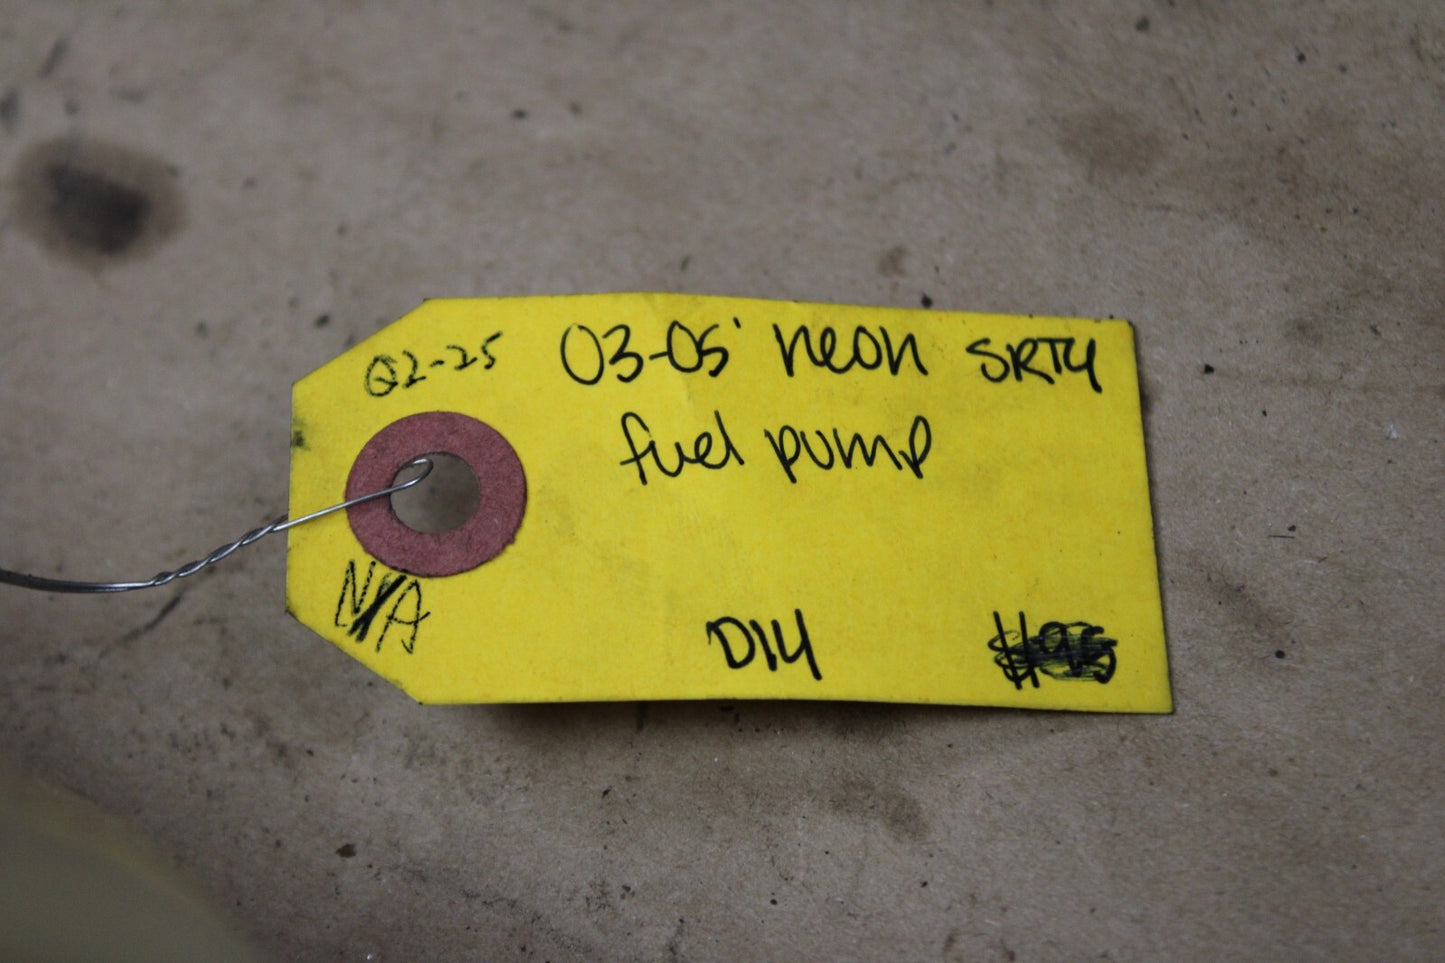 Q2-25
03-05' neon SRT4
fuel pump
N/A
D14